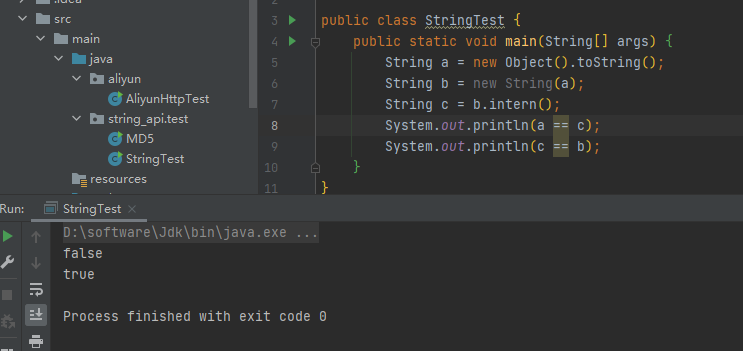 .idea
src
main
java
aliyun
AliyunHttpTest
string_api.test
MD5
StringTest
resources
2
3 public class StringTest {
4 public static void main(String[] args) {
5 String a = new Object().toString();
6 String b = new String(a);
7 String c = b.intern();
8 System.out.println(a == c);
9 System.out.println(c == b);
10 }
11 }
Run: StringTest
D:\software\Jdk\bin\java.exe ...
false
true
Process finished with exit code 0